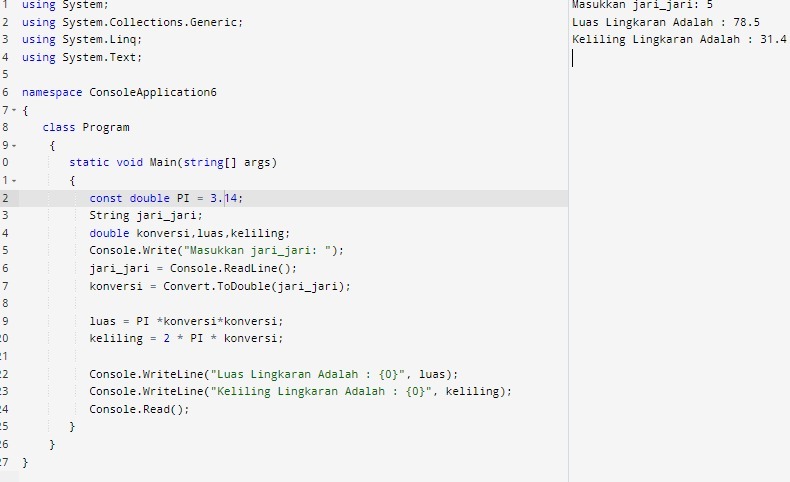 1 using System;
2 using System.Collections.Generic;
3 using System.Linq;
4 using System.Text;
5
6 namespace ConsoleApplication6
7 {
8 class Program
9 {
0 static void Main(string[] args)
1 {
2 const double PI = 3.14;
3 String jari_jari;
4 double konversi,luas,keliling;
5 Console.Write("Masukkan jari_jari: ");
6 jari_jari = Console.ReadLine();
7 konversi = Convert.ToDouble(jari_jari);
8
9 luas = PI *konversi*konversi;
20 keliling = 2 * PI * konversi;
21
22 Console.WriteLine("Luas Lingkaran Adalah : {0}", luas);
23 Console.WriteLine("Keliling Lingkaran Adalah : {0}", keliling);
24 Console.Read();
25 }
26 }
27 }
Masukkan jari_jari: 5
Luas Lingkaran Adalah : 78.5
Keliling Lingkaran Adalah : 31.4